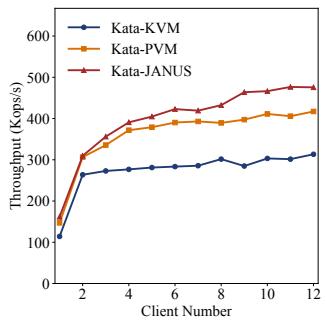 Kata-KVM
Kata-PVM
Kata-JANUS
Throughput (Kops/s)
600
500
400
300
200
100
0
2 4 6 8 10 12
Client Number